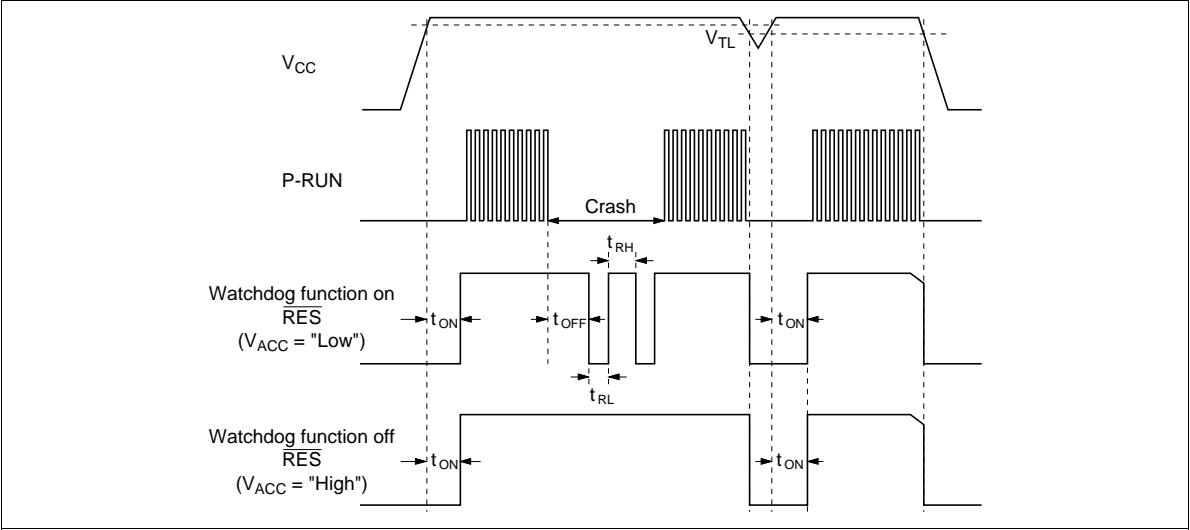 VTL
VCC
P-RUN
Crash
tRH
Watchdog function on
RES
(VACC = "Low")
tON
tOFF
tON
tRL
Watchdog function off
RES
(VACC = "High")
tON
tON